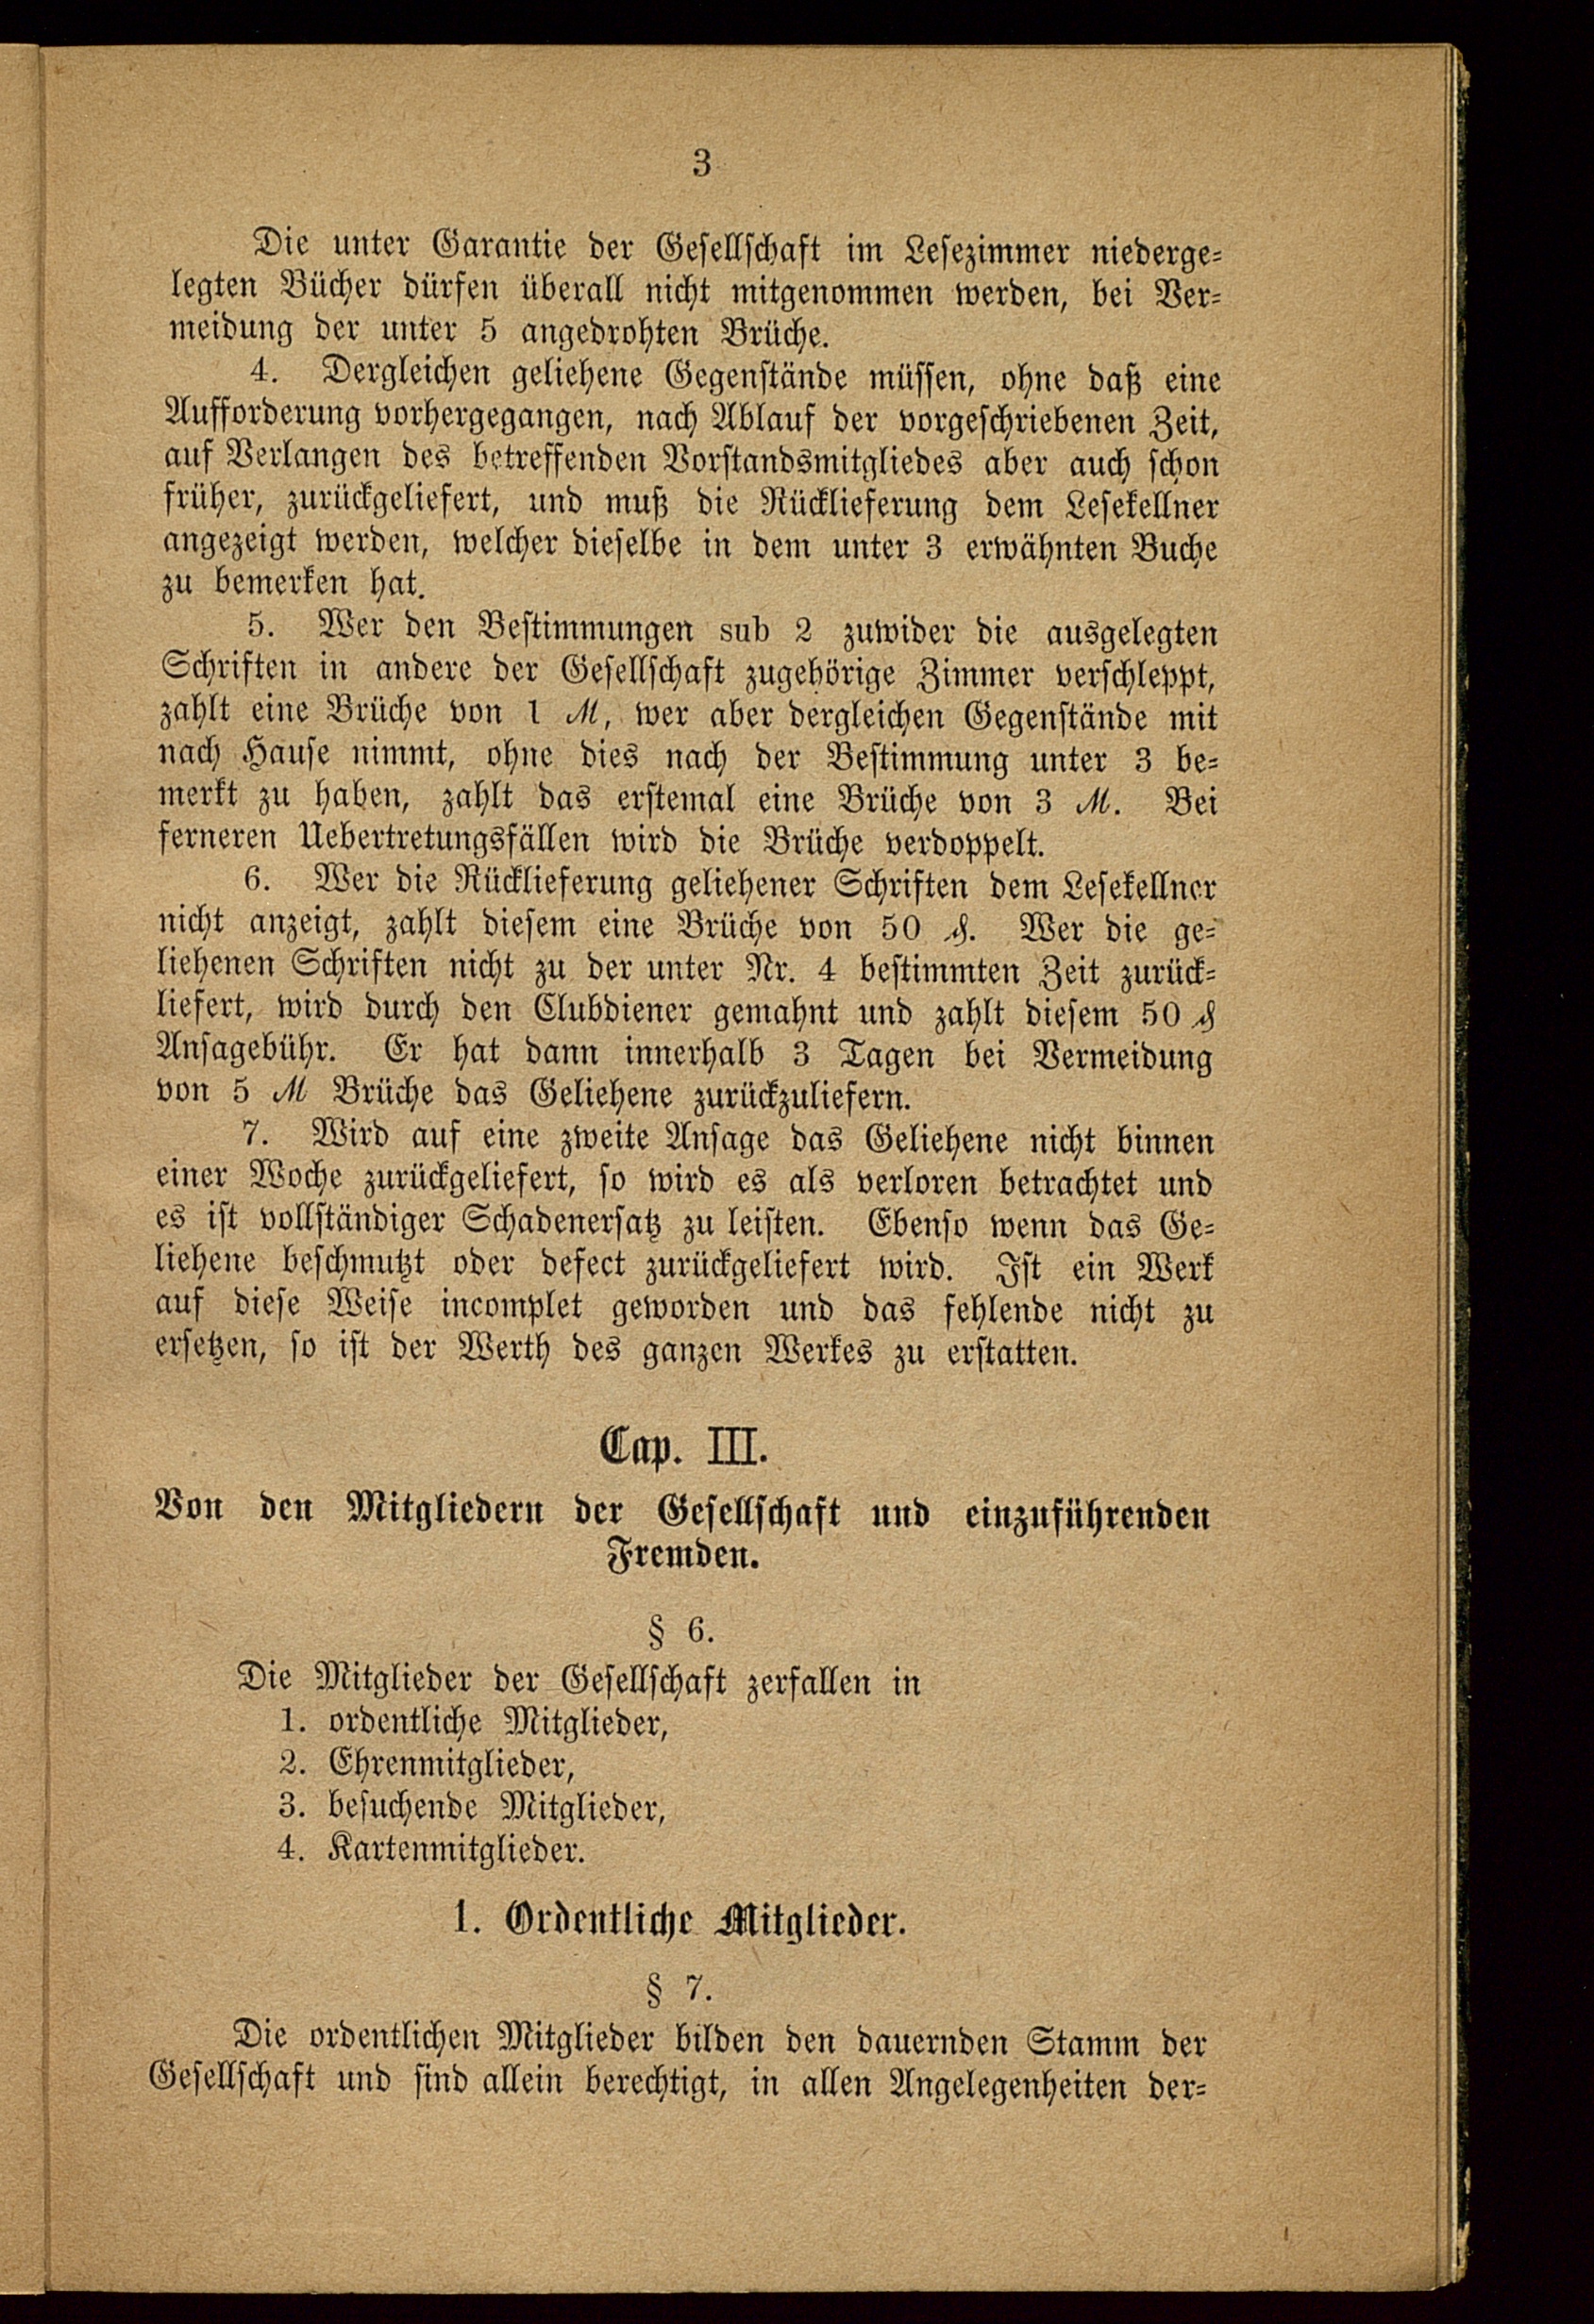 3
Die unter Garantie der Gesellschaft im Lesezimmer niederge-
legten Bücher dürfen überall nicht mitgenommen werden, bei Ver-
meidung der unter 5 angedrohten Brüche.
4. Dergleichen geliehene Gegenstände müssen, ohne daß eine
Aufforderung vorhergegangen, nach Ablauf der vorgeschriebenen Zeit,
auf Verlangen des betreffenden Vorstandsmitgliedes aber auch schon
früher, zurückgeliefert, und muß die Rücklieferung dem Lesekellner
angezeigt werden, welcher dieselbe in dem unter 3 erwähnten Buche
zu bemerken hat.
5. Wer den Bestimmungen sub 2 zuwider die ausgelegten
Schriften in andere der Gesellschaft zugehörige Zimmer verschleppt,
zahlt eine Brüche von 1 ℳ, wer aber dergleichen Gegenstände mit
nach Hause nimmt, ohne dies nach der Bestimmung unter 3 be-
merkt zu haben, zahlt das erstemal eine Brüche von 3 ℳ. Bei
ferneren Uebertretungsfällen wird die Brüche verdoppelt.
6. Wer die Rücklieferung geliehener Schriften dem Lesekellner
nicht anzeigt, zahlt diesem eine Brüche von 50 ₰. Wer die ge-
liehenen Schriften nicht zu der unter Nr. 4 bestimmten Zeit zurück-
liefert, wird durch den Clubdiener gemahnt und zahlt diesem 50 ₰
Ansagebühr. Er hat dann innerhalb 3 Tagen bei Vermeidung
von 5 ℳ Brüche das Geliehene zurückzuliefern.
7. Wird auf eine zweite Ansage das Geliehene nicht binnen
einer Woche zurückgeliefert, so wird es als verloren betrachtet und
es ist vollständiger Schadenersatz zu leisten. Ebenso wenn das Ge-
liehene beschmutzt oder defect zurückgeliefert wird. Ist ein Werk
auf diese Weise incomplet geworden und das fehlende nicht zu
ersetzen, so ist der Werth des ganzen Werkes zu erstatten.
Cap. III.
Von den Mitgliedern der Gesellschaft und einzuführenden
Fremden.
§ 6.
Die Mitglieder der Gesellschaft zerfallen in
1. ordentliche Mitglieder,
2. Ehrenmitglieder,
3. besuchende Mitglieder,
4. Kartenmitglieder.
1. Ordentliche Mitglieder.
§ 7.
Die ordentlichen Mitglieder bilden den dauernden Stamm der
Gesellschaft und sind allein berechtigt, in allen Angelegenheiten der-